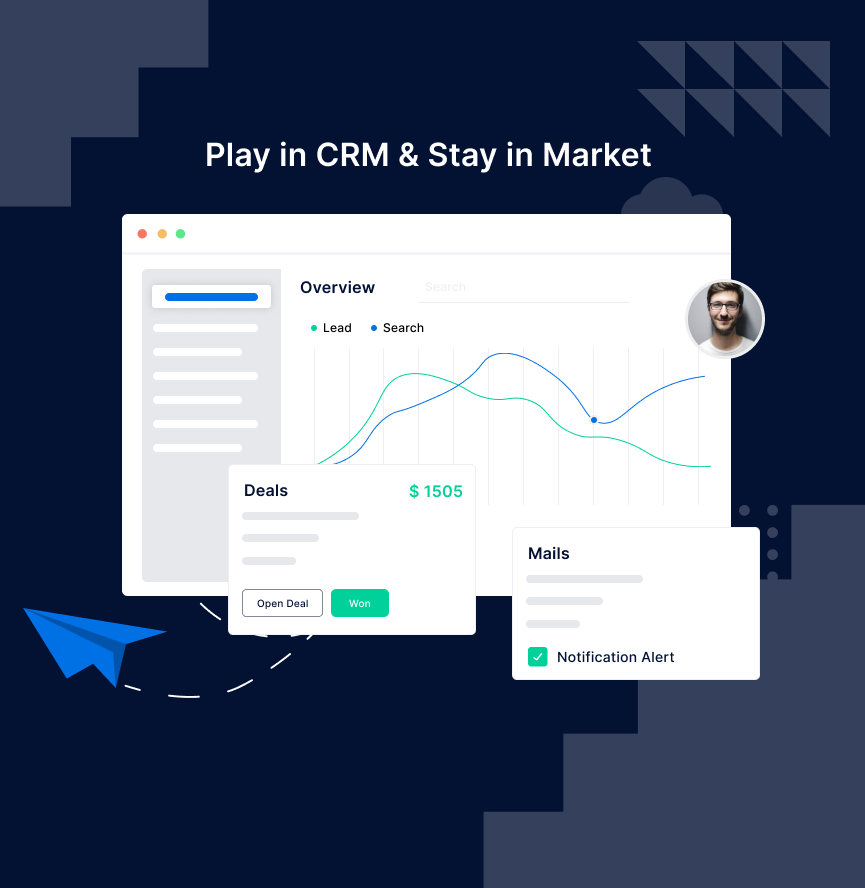 Play in CRM & Stay in Market
Overview
Search
Lead
Search
Deals
$ 1505
Open Deal
Won
Mails
Notification Alert